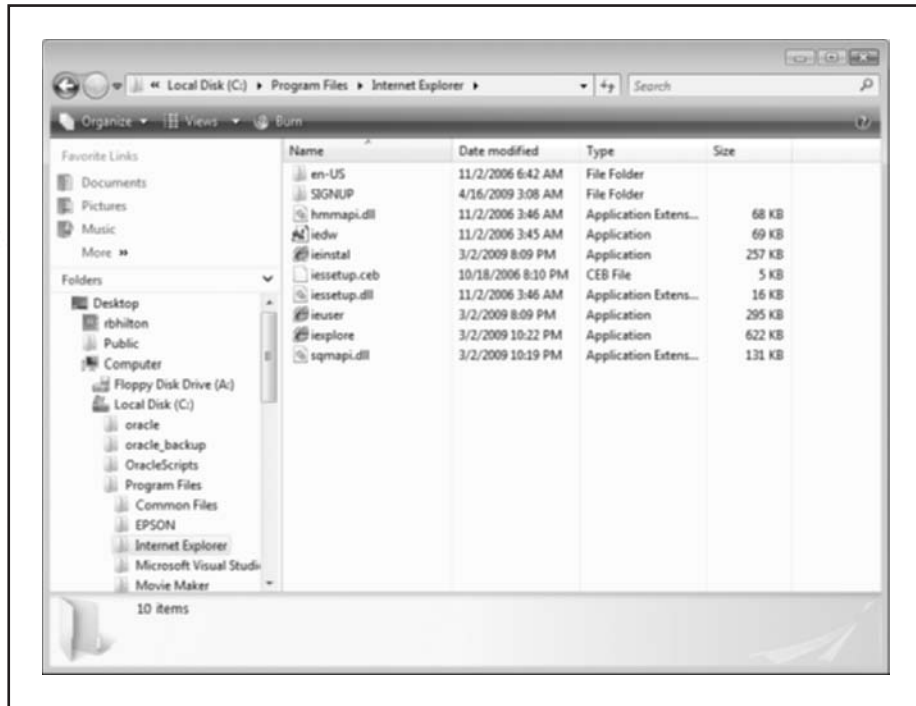 « Local Disk (C:) ▸ Program Files ▸ Internet Explorer ▸
Search
Organize Views Burn
Favorite Links
Documents
Pictures
Music
More »
Folders
Desktop
rbhilton
Public
Computer
Floppy Disk Drive (A:)
Local Disk (C:)
oracle
oracle_backup
OracleScripts
Program Files
Common Files
EPSON
Internet Explorer
Microsoft Visual Studi
Movie Maker
Name Date modified Type Size
en-US 11/2/2006 6:42 AM File Folder
SIGNUP 4/16/2009 3:08 AM File Folder
hmmapi.dll 11/2/2006 3:46 AM Application Extens... 68 KB
iedw 11/2/2006 3:45 AM Application 69 KB
ieinstal 3/2/2009 8:09 PM Application 257 KB
iessetup.ceb 10/18/2006 8:10 PM CEB File 5 KB
iessetup.dll 11/2/2006 3:46 AM Application Extens... 16 KB
ieuser 3/2/2009 8:09 PM Application 295 KB
iexplore 3/2/2009 10:22 PM Application 622 KB
sqmapi.dll 3/2/2009 10:19 PM Application Extens... 131 KB
10 items